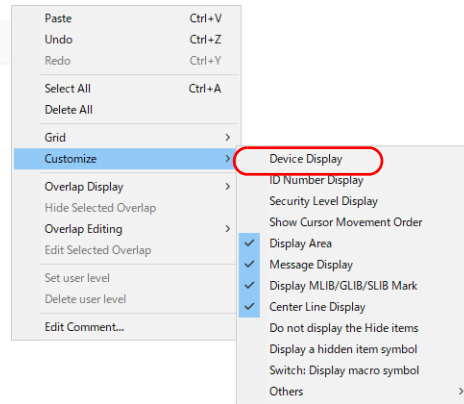 Paste Ctrl+V
Undo Ctrl+Z
Redo Ctrl+Y
Select All Ctrl+A
Delete All
Grid
Customize
Overlap Display
Hide Selected Overlap
Overlap Editing
Edit Selected Overlap
Set user level
Delete user level
Edit Comment...
Device Display
ID Number Display
Security Level Display
Show Cursor Movement Order
Display Area
Message Display
Display MLIB/GLIB/SLIB Mark
Center Line Display
Do not display the Hide items
Display a hidden item symbol
Switch: Display macro symbol
Others